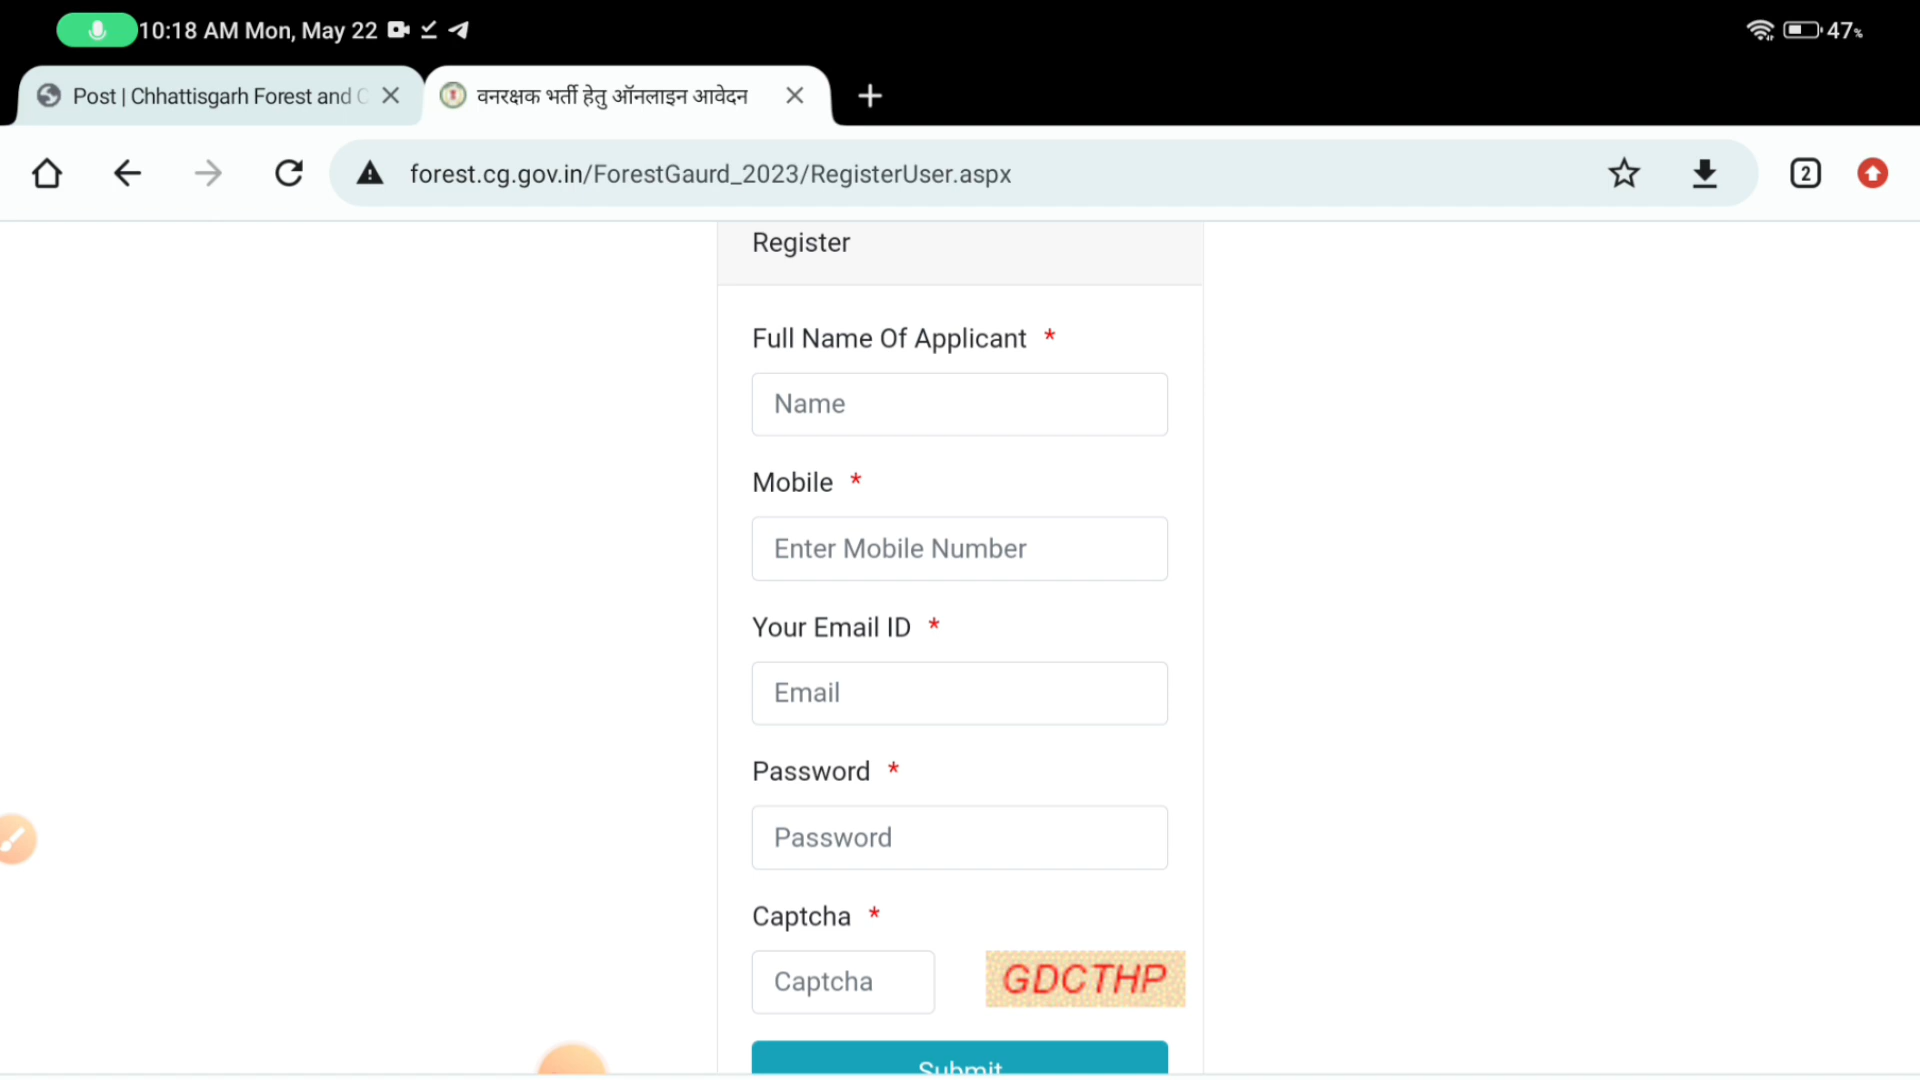 10:18 AM Mon, May 22
47%
Post | Chhattisgarh Forest and C
वनरक्षक भर्ती हेतु ऑनलाइन आवेदन
forest.cg.gov.in/ForestGaurd_2023/RegisterUser.aspx
2
Register
Full Name Of Applicant *
Name
Mobile *
Enter Mobile Number
Your Email ID *
Email
Password *
Password
Captcha *
Captcha
GDCTHP
Submit